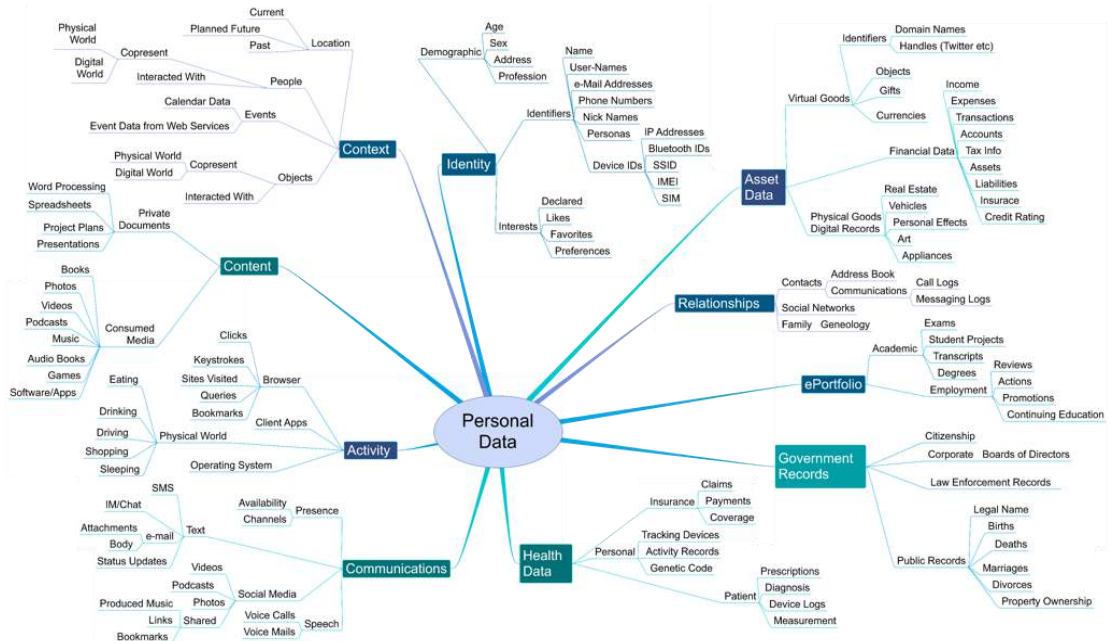 Personal
Data
Context
Location
Current
Planned Future
Past
People
Copresent
Physical
World
Digital
World
Interacted With
Events
Calendar Data
Event Data from Web Services
Objects
Copresent
Physical World
Digital World
Interacted With
Content
Private
Documents
Word Processing
Spreadsheets
Project Plans
Presentations
Consumed
Media
Books
Photos
Videos
Podcasts
Music
Audio Books
Games
Software/Apps
Activity
Browser
Clicks
Keystrokes
Sites Visited
Queries
Bookmarks
Client Apps
Physical World
Eating
Drinking
Driving
Shopping
Sleeping
Operating System
Communications
Presence
Availability
Channels
Text
SMS
IM/Chat
e-mail
Attachments
Body
Status Updates
Social Media
Videos
Podcasts
Photos
Shared
Produced Music
Links
Bookmarks
Speech
Voice Calls
Voice Mails
Identity
Demographic
Age
Sex
Address
Profession
Identifiers
Name
User-Names
e-Mail Addresses
Phone Numbers
Nick Names
Personas
Device IDs
IP Addresses
Bluetooth IDs
SSID
IMEI
SIM
Interests
Declared
Likes
Favorites
Preferences
Asset
Data
Virtual Goods
Identifiers
Domain Names
Handles (Twitter etc)
Objects
Gifts
Currencies
Financial Data
Income
Expenses
Transactions
Accounts
Tax Info
Assets
Liabilities
Insurace
Credit Rating
Physical Goods
Digital Records
Real Estate
Vehicles
Personal Effects
Art
Appliances
Relationships
Contacts
Address Book
Communications
Call Logs
Messaging Logs
Social Networks
Family Geneology
ePortfolio
Academic
Exams
Student Projects
Transcripts
Degrees
Employment
Reviews
Actions
Promotions
Continuing Education
Government
Records
Citizenship
Corporate Boards of Directors
Law Enforcement Records
Public Records
Legal Name
Births
Deaths
Marriages
Divorces
Property Ownership
Health
Data
Insurance
Claims
Payments
Coverage
Personal
Tracking Devices
Activity Records
Genetic Code
Patient
Prescriptions
Diagnosis
Device Logs
Measurement